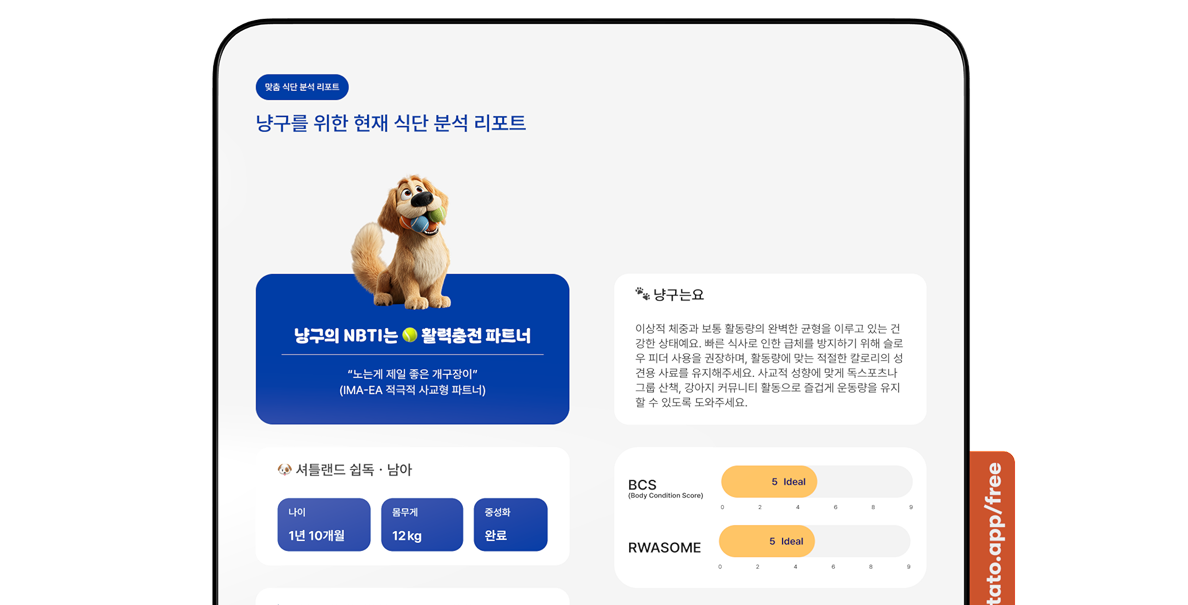 맞춤 식단 분석 리포트
냥구를 위한 현재 식단 분석 리포트
냥구의 NBTI는 활력충전 파트너
“노는게 제일 좋은 개구장이”
(IMA-EA 적극적 사교형 파트너)
냥구는요
이상적 체중과 보통 활동량의 완벽한 균형을 이루고 있는 건
강한 상태예요. 빠른 식사로 인한 급체를 방지하기 위해 슬로
우 피더 사용을 권장하며, 활동량에 맞는 적절한 칼로리의 성
견용 사료를 유지해주세요. 사교적 성향에 맞게 독스포츠나
그룹 산책, 강아지 커뮤니티 활동으로 즐겁게 운동량을 유지
할 수 있도록 도와주세요.
셔틀랜드 쉽독 · 남아
나이
1년 10개월
몸무게
12kg
중성화
완료
BCS
(Body Condition Score)
5 Ideal
0 2 4 6 8 9
RWASOME
5 Ideal
0 2 4 6 8 9
tato.app/free